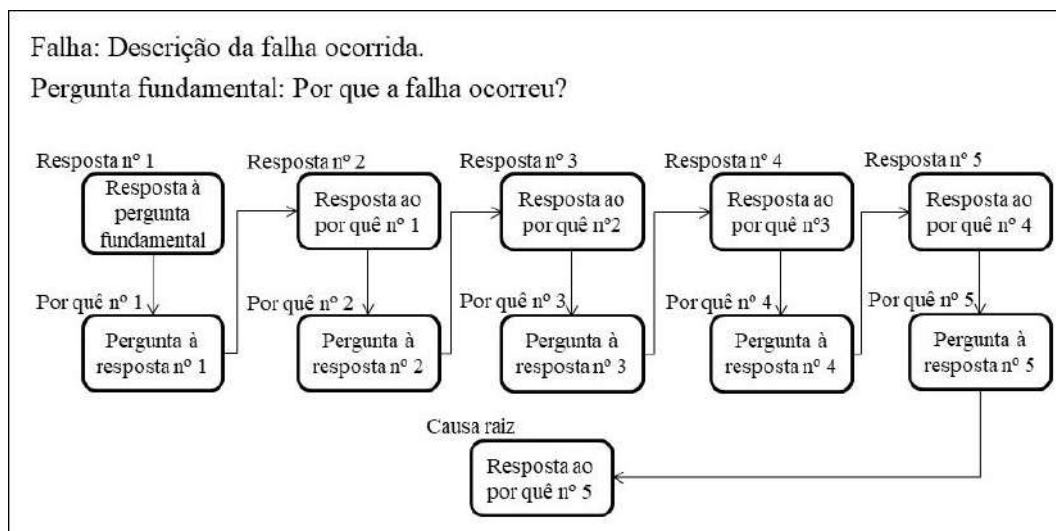 Falha: Descrição da falha ocorrida.
Pergunta fundamental: Por que a falha ocorreu?
Resposta nº 1
Resposta à
pergunta
fundamental
Por quê nº 1
Pergunta à
resposta nº 1
Resposta nº 2
Resposta ao
por quê nº 1
Por quê nº 2
Pergunta à
resposta nº 2
Resposta nº 3
Resposta ao
por quê nº2
Por quê nº 3
Pergunta à
resposta nº 3
Resposta nº 4
Resposta ao
por quê nº3
Por quê nº 4
Pergunta à
resposta nº 4
Resposta nº 5
Resposta ao
por quê nº 4
Por quê nº 5
Pergunta à
resposta nº 5
Causa raiz
Resposta ao
por quê nº 5